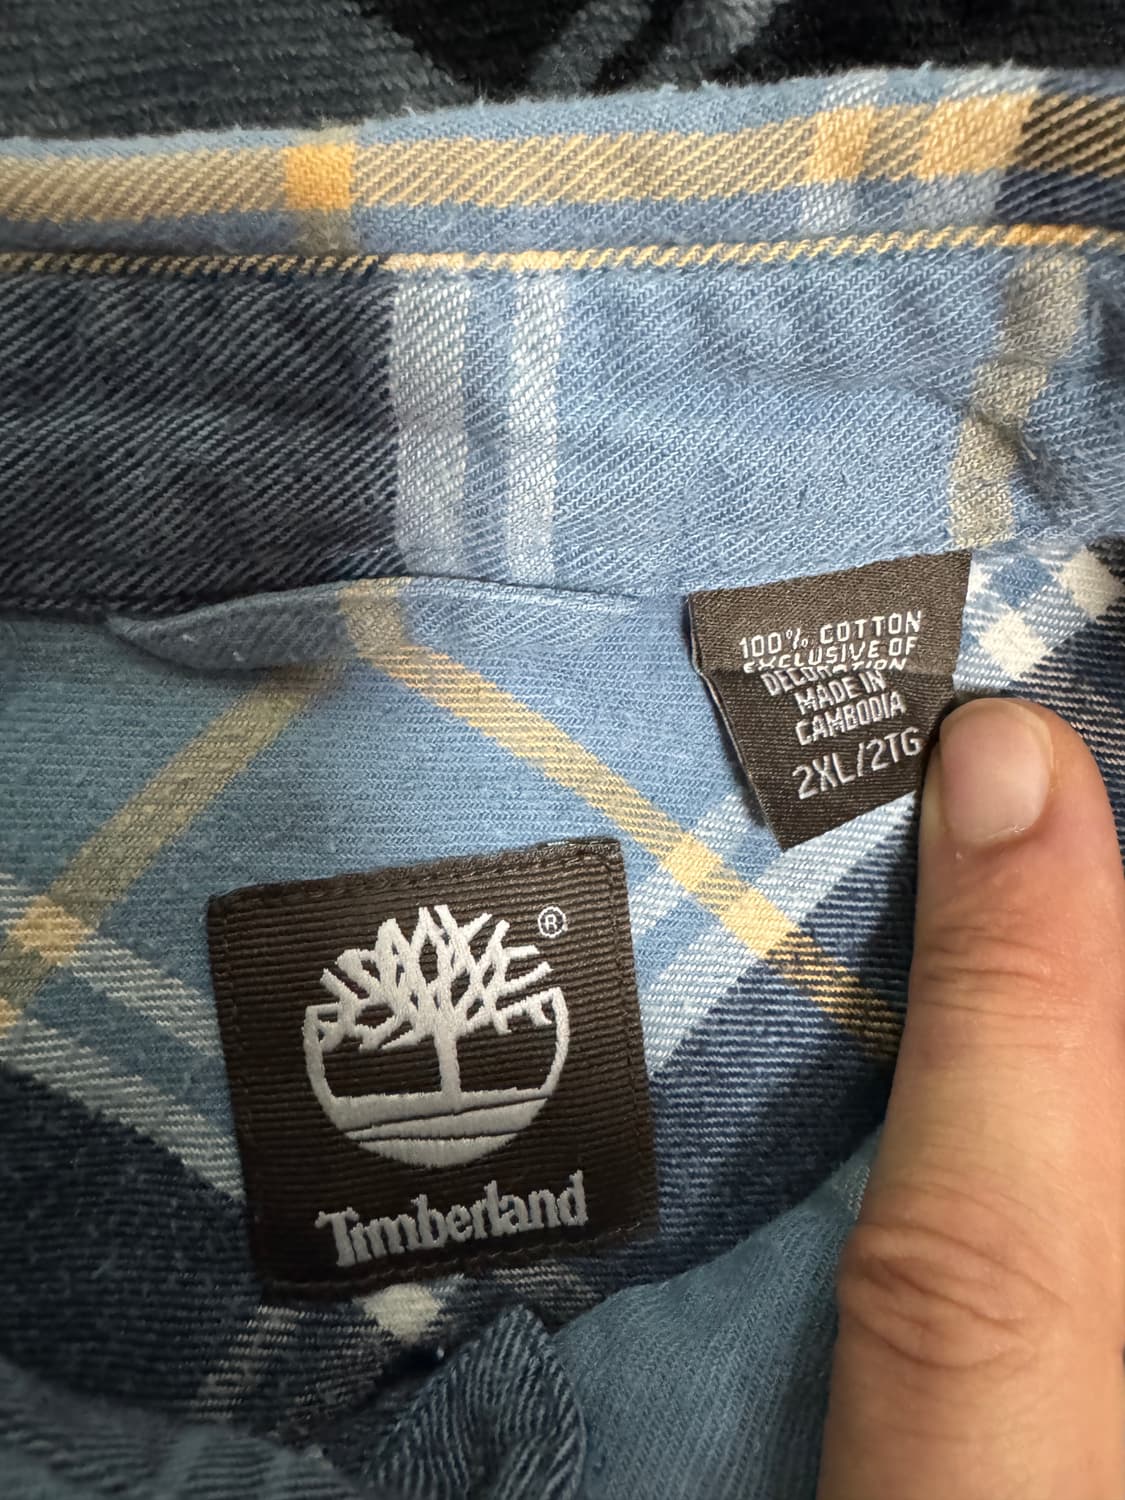 100% COTTON
EXCLUSIVE OF
DECORATION
MADE IN
CAMBODIA
2XL/2TG
®
Timberland